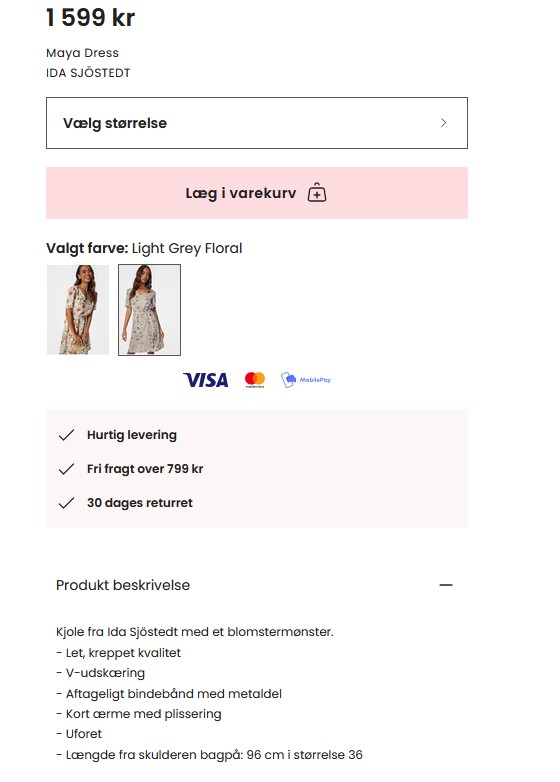 1 599 kr
Maya Dress
IDA SJÖSTEDT
Vælg størrelse
Læg i varekurv
Valgt farve: Light Grey Floral
VISA mastercard MobilePay
Hurtig levering
Fri fragt over 799 kr
30 dages returret
Produkt beskrivelse
Kjole fra Ida Sjöstedt med et blomstermønster.
- Let, kreppet kvalitet
- V-udskæring
- Aftageligt bindebånd med metaldel
- Kort ærme med plissering
- Uforet
- Længde fra skulderen bagpå: 96 cm i størrelse 36